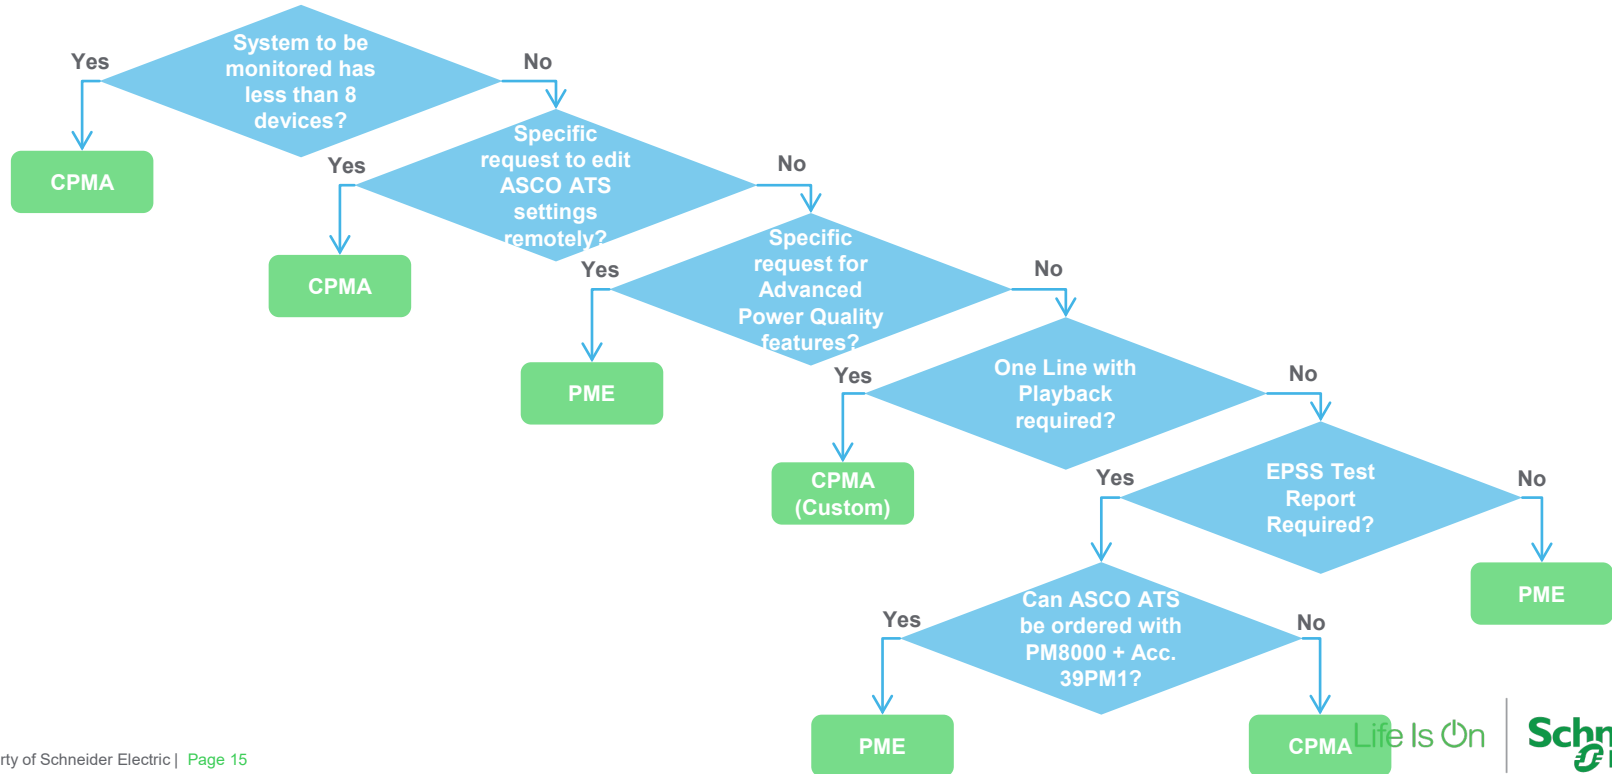 System to be
monitored has
less than 8
devices?
Yes
No
CPMA
Specific
request to edit
ASCO ATS
settings
remotely?
Yes
No
CPMA
Specific
request for
Advanced
Power Quality
features?
Yes
No
PME
One Line with
Playback
required?
Yes
No
CPMA
(Custom)
EPSS Test
Report
Required?
Yes
No
PME
Can ASCO ATS
be ordered with
PM8000 + Acc.
39PM1?
Yes
No
PME
CPMA
Life Is On
rty of Schneider Electric | Page 15